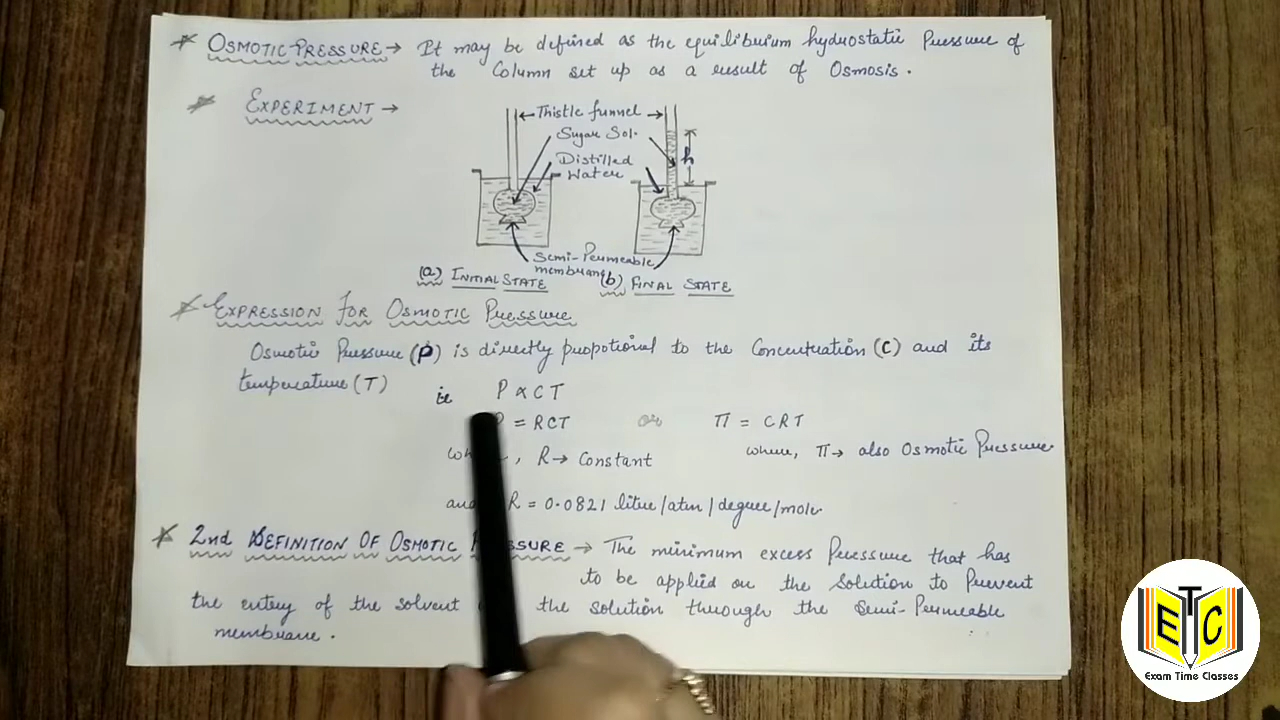 OSMOTIC PRESSURE → It may be defined as the equilibrium hydrostatic Pressure of
the Column set up as a result of Osmosis.
EXPERIMENT →
Thistle funnel
Sugar Sol.
Distilled
Water
h
Semi-Permeable
membrane
(a) INITIAL STATE
(b) FINAL STATE
EXPRESSION FOR OSMOTIC PRESSURE
Osmotic Pressure (P) is directly propotional to the Concentration (C) and its
temperature (T)
ie P ∝ CT
= RCT or π = CRT
, R → Constant where, π → also Osmotic Pressure
and R = 0.0821 litre/atm/degree/mole
2nd DEFINITION OF OSMOTIC → The minimum excess Pressure that has
to be applied on the solution to Prevent
the entry of the solvent the solution through the Semi-Permeable
membrane.
ETC
Exam Time Classes